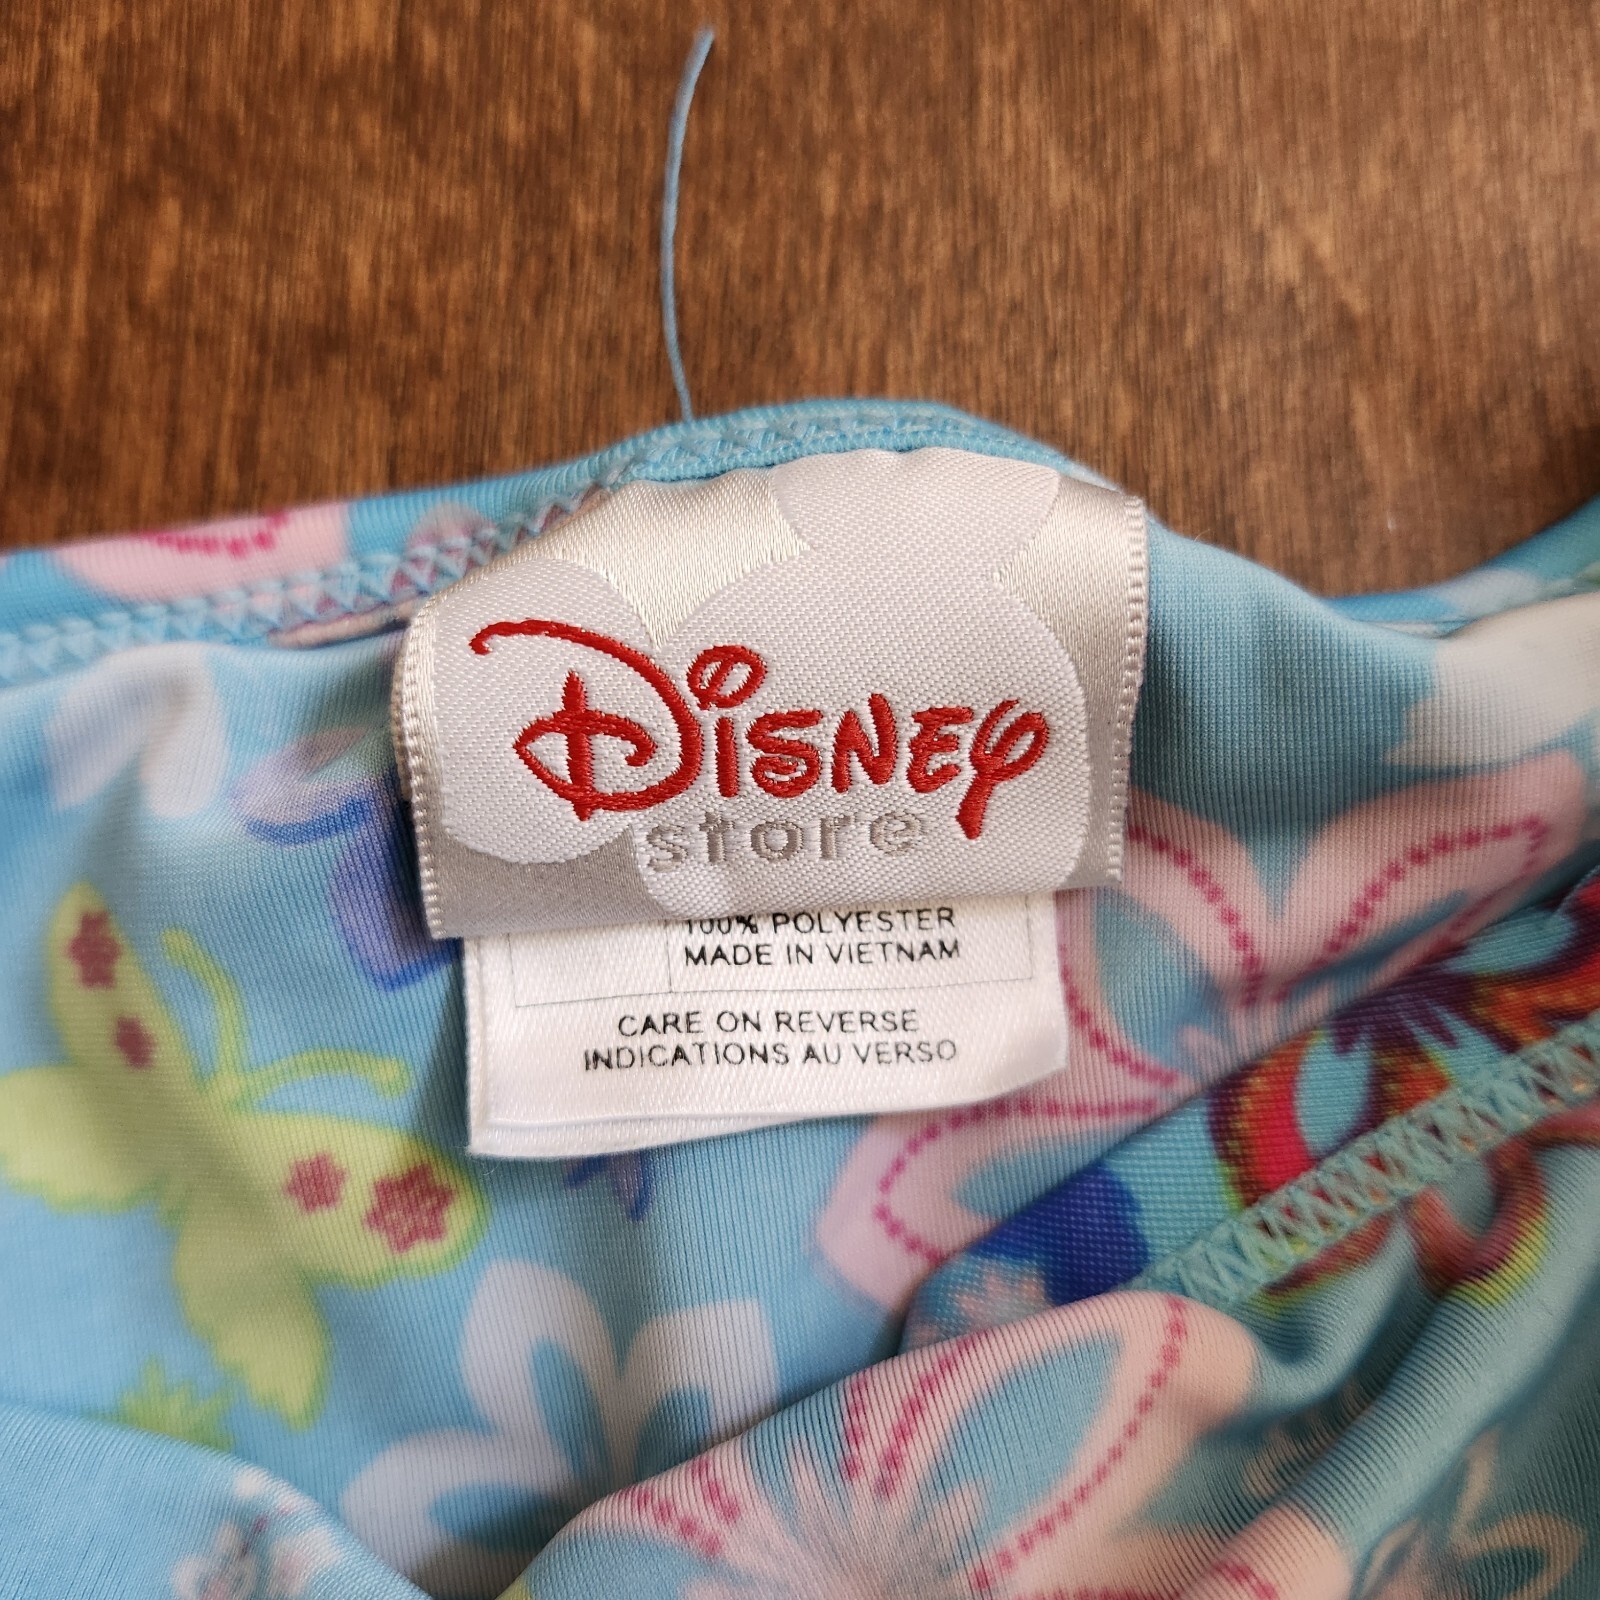 Disney
store
100% POLYESTER
MADE IN VIETNAM
CARE ON REVERSE
INDICATIONS AU VERSO